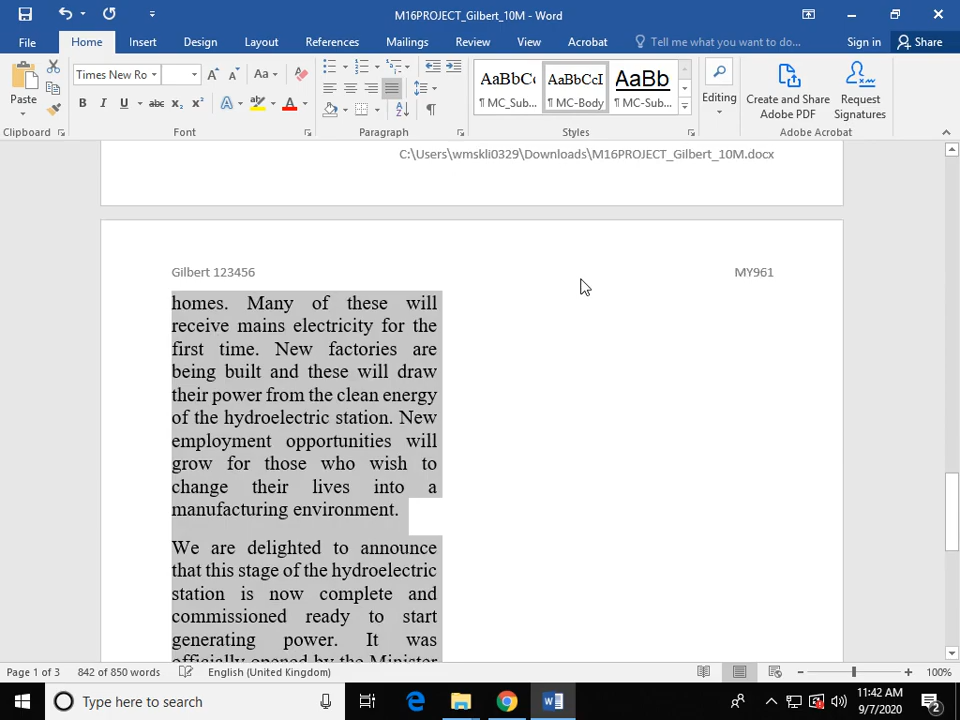 M16PROJECT_Gilbert_10M - Word
File Home Insert Design Layout References Mailings Review View Acrobat Tell me what you want to do... Sign in Share
Paste
Clipboard
Times New Ro
Aa
B I U abc x₂ x² A A
Font
Paragraph
AaBbCc AaBbCcI AaBb
¶ MC_Sub... ¶ MC-Body ¶ MC-Sub...
Styles
Editing
Create and Share Adobe PDF
Request Signatures
Adobe Acrobat
C:\Users\wmskli0329\Downloads\M16PROJECT_Gilbert_10M.docx
Gilbert 123456 MY961
homes. Many of these will
receive mains electricity for the
first time. New factories are
being built and these will draw
their power from the clean energy
of the hydroelectric station. New
employment opportunities will
grow for those who wish to
change their lives into a
manufacturing environment.
We are delighted to announce
that this stage of the hydroelectric
station is now complete and
commissioned ready to start
generating power. It was
officially opened by the Minister
Page 1 of 3 842 of 850 words English (United Kingdom) 100%
Type here to search
11:42 AM
9/7/2020
2